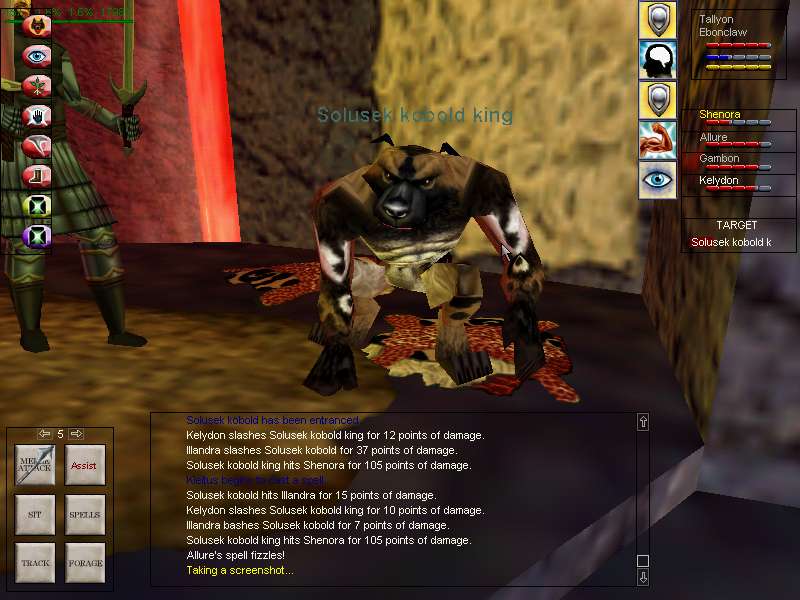 1.6% 1798
Tallyon
Ebonclaw
Solusek kobold king
Shenora
Allure
Gambon
Kelydon
TARGET
Solusek kobold k
5
MELEE
ATTACK
Assist
SIT
SPELLS
TRACK
FORAGE
Solusek kobold has been entranced.
Kelydon slashes Solusek kobold king for 12 points of damage.
Illandra slashes Solusek kobold for 37 points of damage.
Solusek kobold king hits Shenora for 105 points of damage.
Kleitus begins to cast a spell.
Solusek kobold hits Illandra for 15 points of damage.
Kelydon slashes Solusek kobold king for 10 points of damage.
Illandra bashes Solusek kobold for 7 points of damage.
Solusek kobold king hits Shenora for 105 points of damage.
Allure's spell fizzles!
Taking a screenshot...